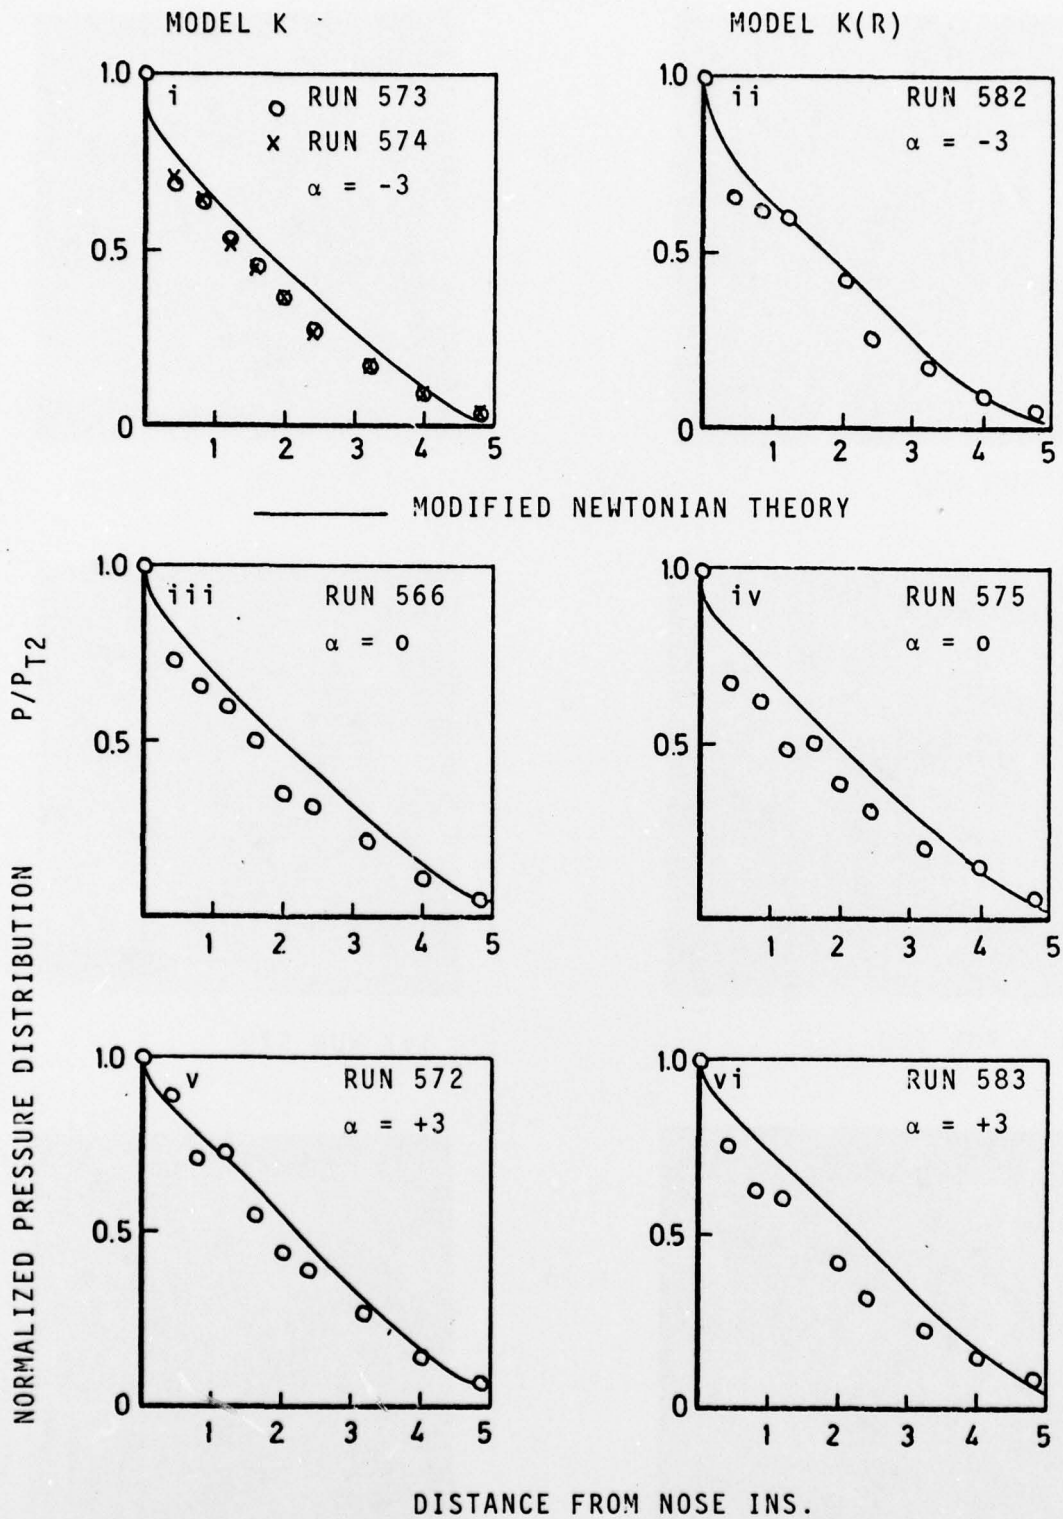 MODEL K
MODEL K(R)
1.0
i
O RUN 573
x RUN 574
α = -3
0.5
0
1 2 3 4 5
1.0
ii
RUN 582
α = -3
0.5
0
1 2 3 4 5
MODIFIED NEWTONIAN THEORY
1.0
iii
RUN 566
α = 0
0.5
1 2 3 4 5
1.0
iv
RUN 575
α = 0
0.5
1 2 3 4 5
1.0
v
RUN 572
α = +3
0.5
0
1 2 3 4 5
1.0
vi
RUN 583
α = +3
0.5
0
1 2 3 4 5
NORMALIZED PRESSURE DISTRIBUTION P/PT2
DISTANCE FROM NOSE INS.